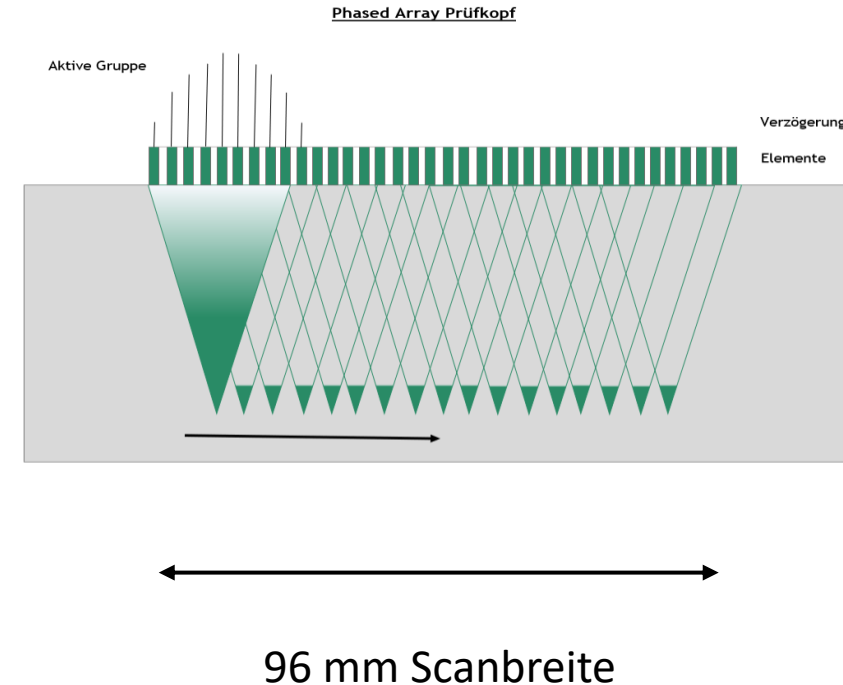 Phased Array Prüfkopf
Aktive Gruppe
Verzögerung
Elemente
96 mm Scanbreite